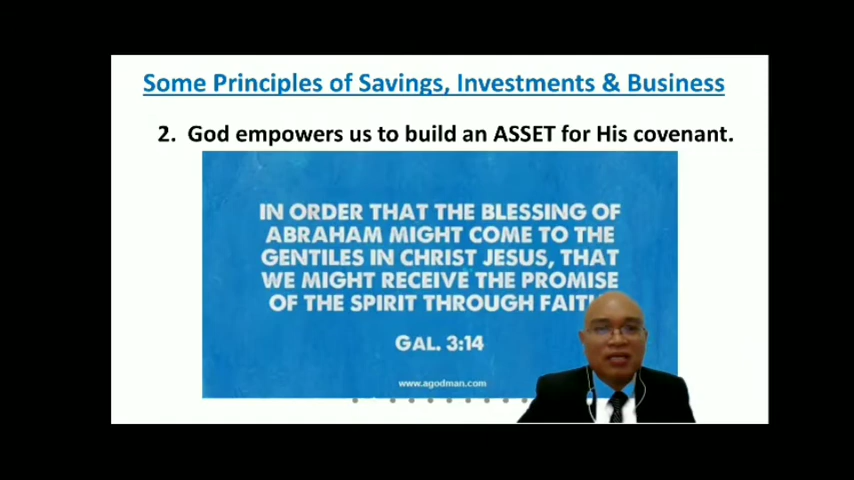 Some Principles of Savings, Investments & Business
2. God empowers us to build an ASSET for His covenant.
IN ORDER THAT THE BLESSING OF
ABRAHAM MIGHT COME TO THE
GENTILES IN CHRIST JESUS, THAT
WE MIGHT RECEIVE THE PROMISE
OF THE SPIRIT THROUGH FAITH
GAL. 3:14
www.agodman.com